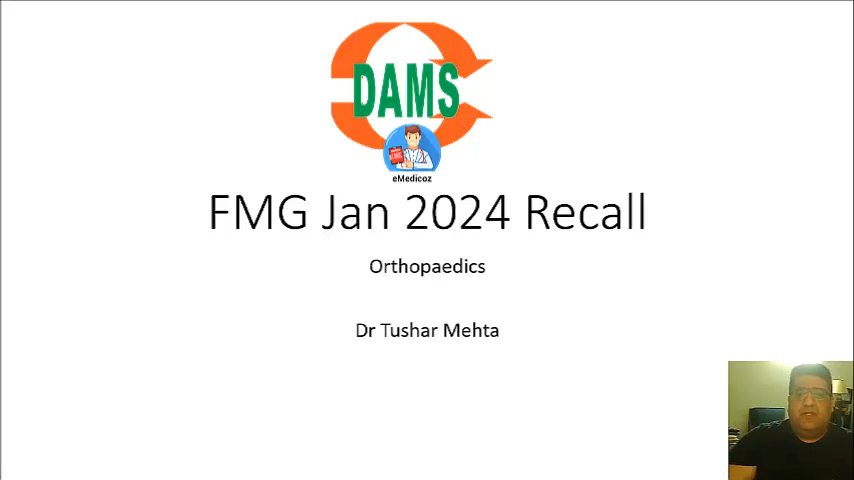 DAMS
eMedicoz
FMG Jan 2024 Recall
Orthopaedics
Dr Tushar Mehta